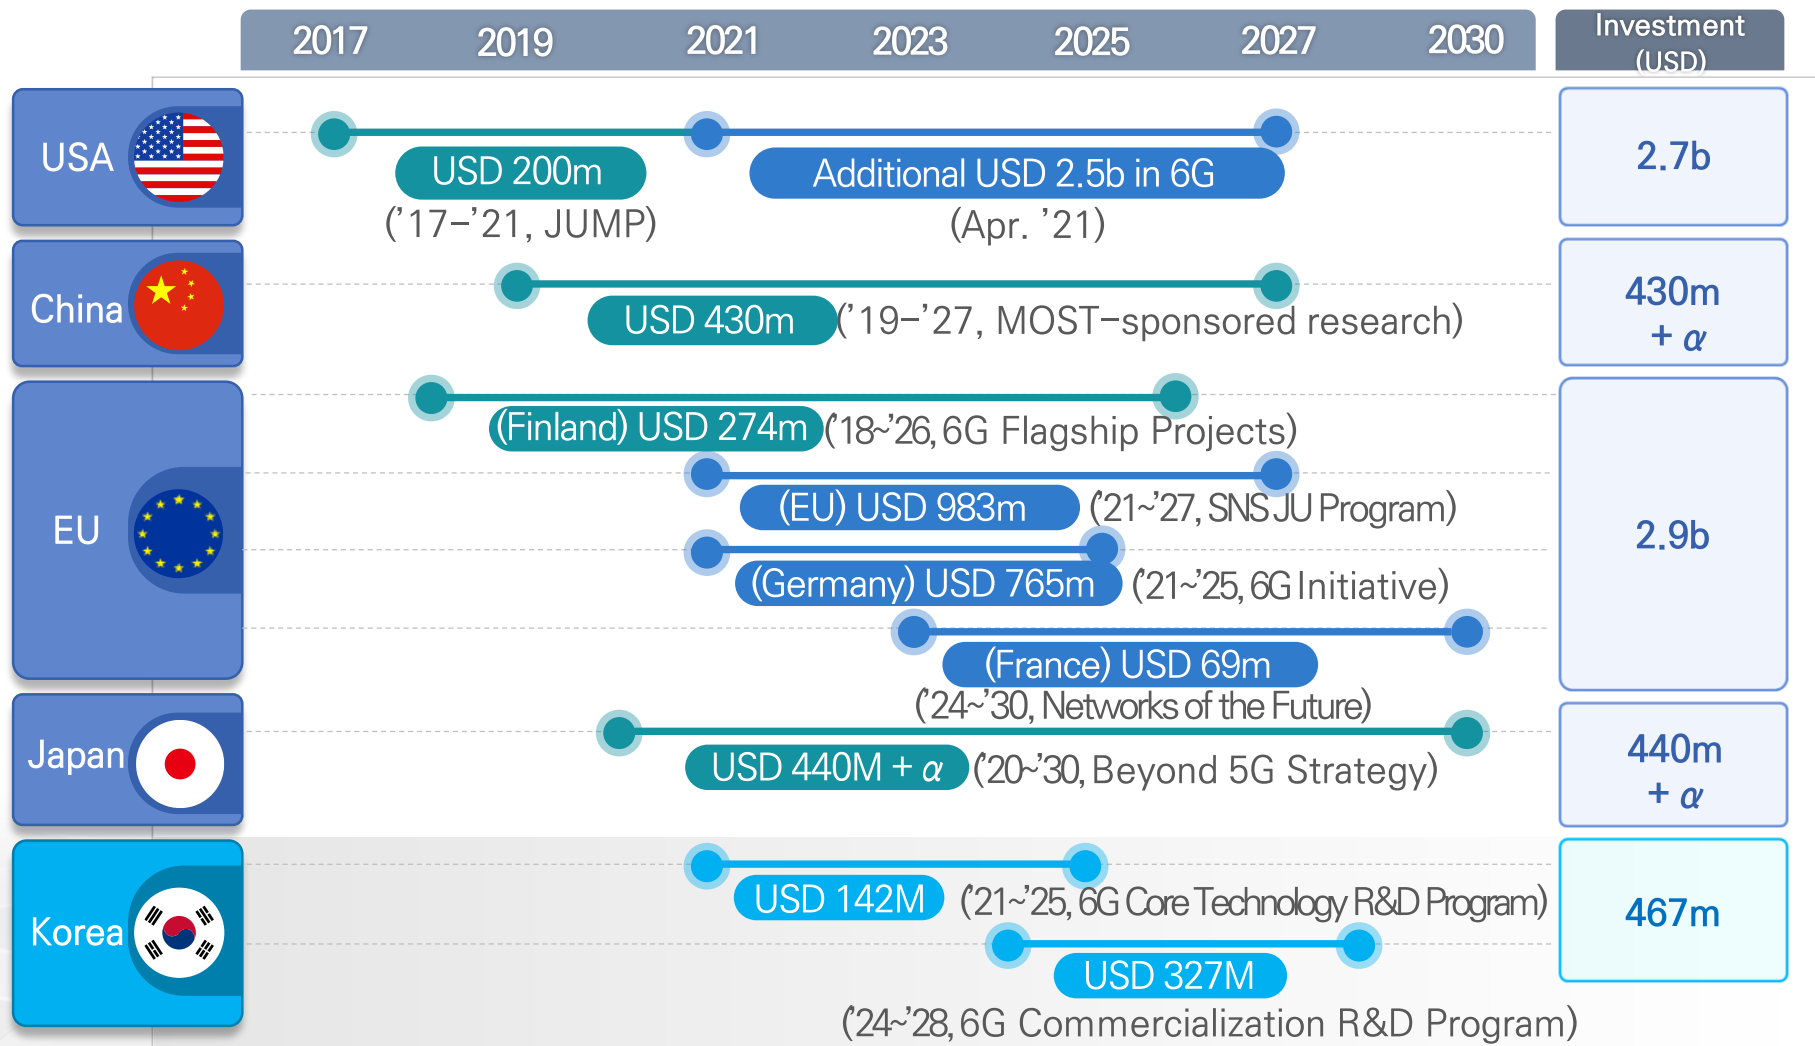 2017 2019 2021 2023 2025 2027 2030 Investment
(USD)
USA
USD 200m
Additional USD 2.5b in 6G
(’17–’21, JUMP)
(Apr. ’21)
2.7b
China
USD 430m (’19–’27, MOST–sponsored research)
430m
+ α
EU
(Finland) USD 274m (’18~’26, 6G Flagship Projects)
(EU) USD 983m (’21~’27, SNS JU Program)
(Germany) USD 765m (’21~’25, 6G Initiative)
(France) USD 69m
(’24~’30, Networks of the Future)
2.9b
Japan
USD 440M + α (’20~’30, Beyond 5G Strategy)
440m
+ α
Korea
USD 142M (’21~’25, 6G Core Technology R&D Program)
USD 327M
(’24~’28, 6G Commercialization R&D Program)
467m